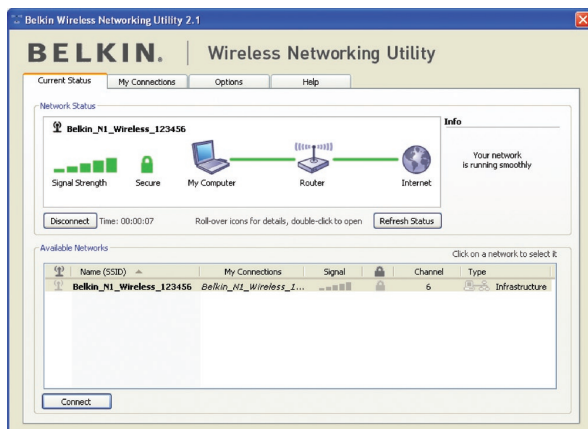 Belkin Wireless Networking Utility 2.1
BELKIN. Wireless Networking Utility
Current Status My Connections Options Help
Network Status
Belkin_N1_Wireless_123456
Signal Strength Secure My Computer Router Internet
Info
Your network
is running smoothly
Disconnect Time: 00:00:07 Roll-over icons for details, double-click to open Refresh Status
Available Networks
Click on a network to select it
Name (SSID) My Connections Signal Channel Type
Belkin_N1_Wireless_123456 Belkin_N1_Wireless_1... 6 Infrastructure
Connect